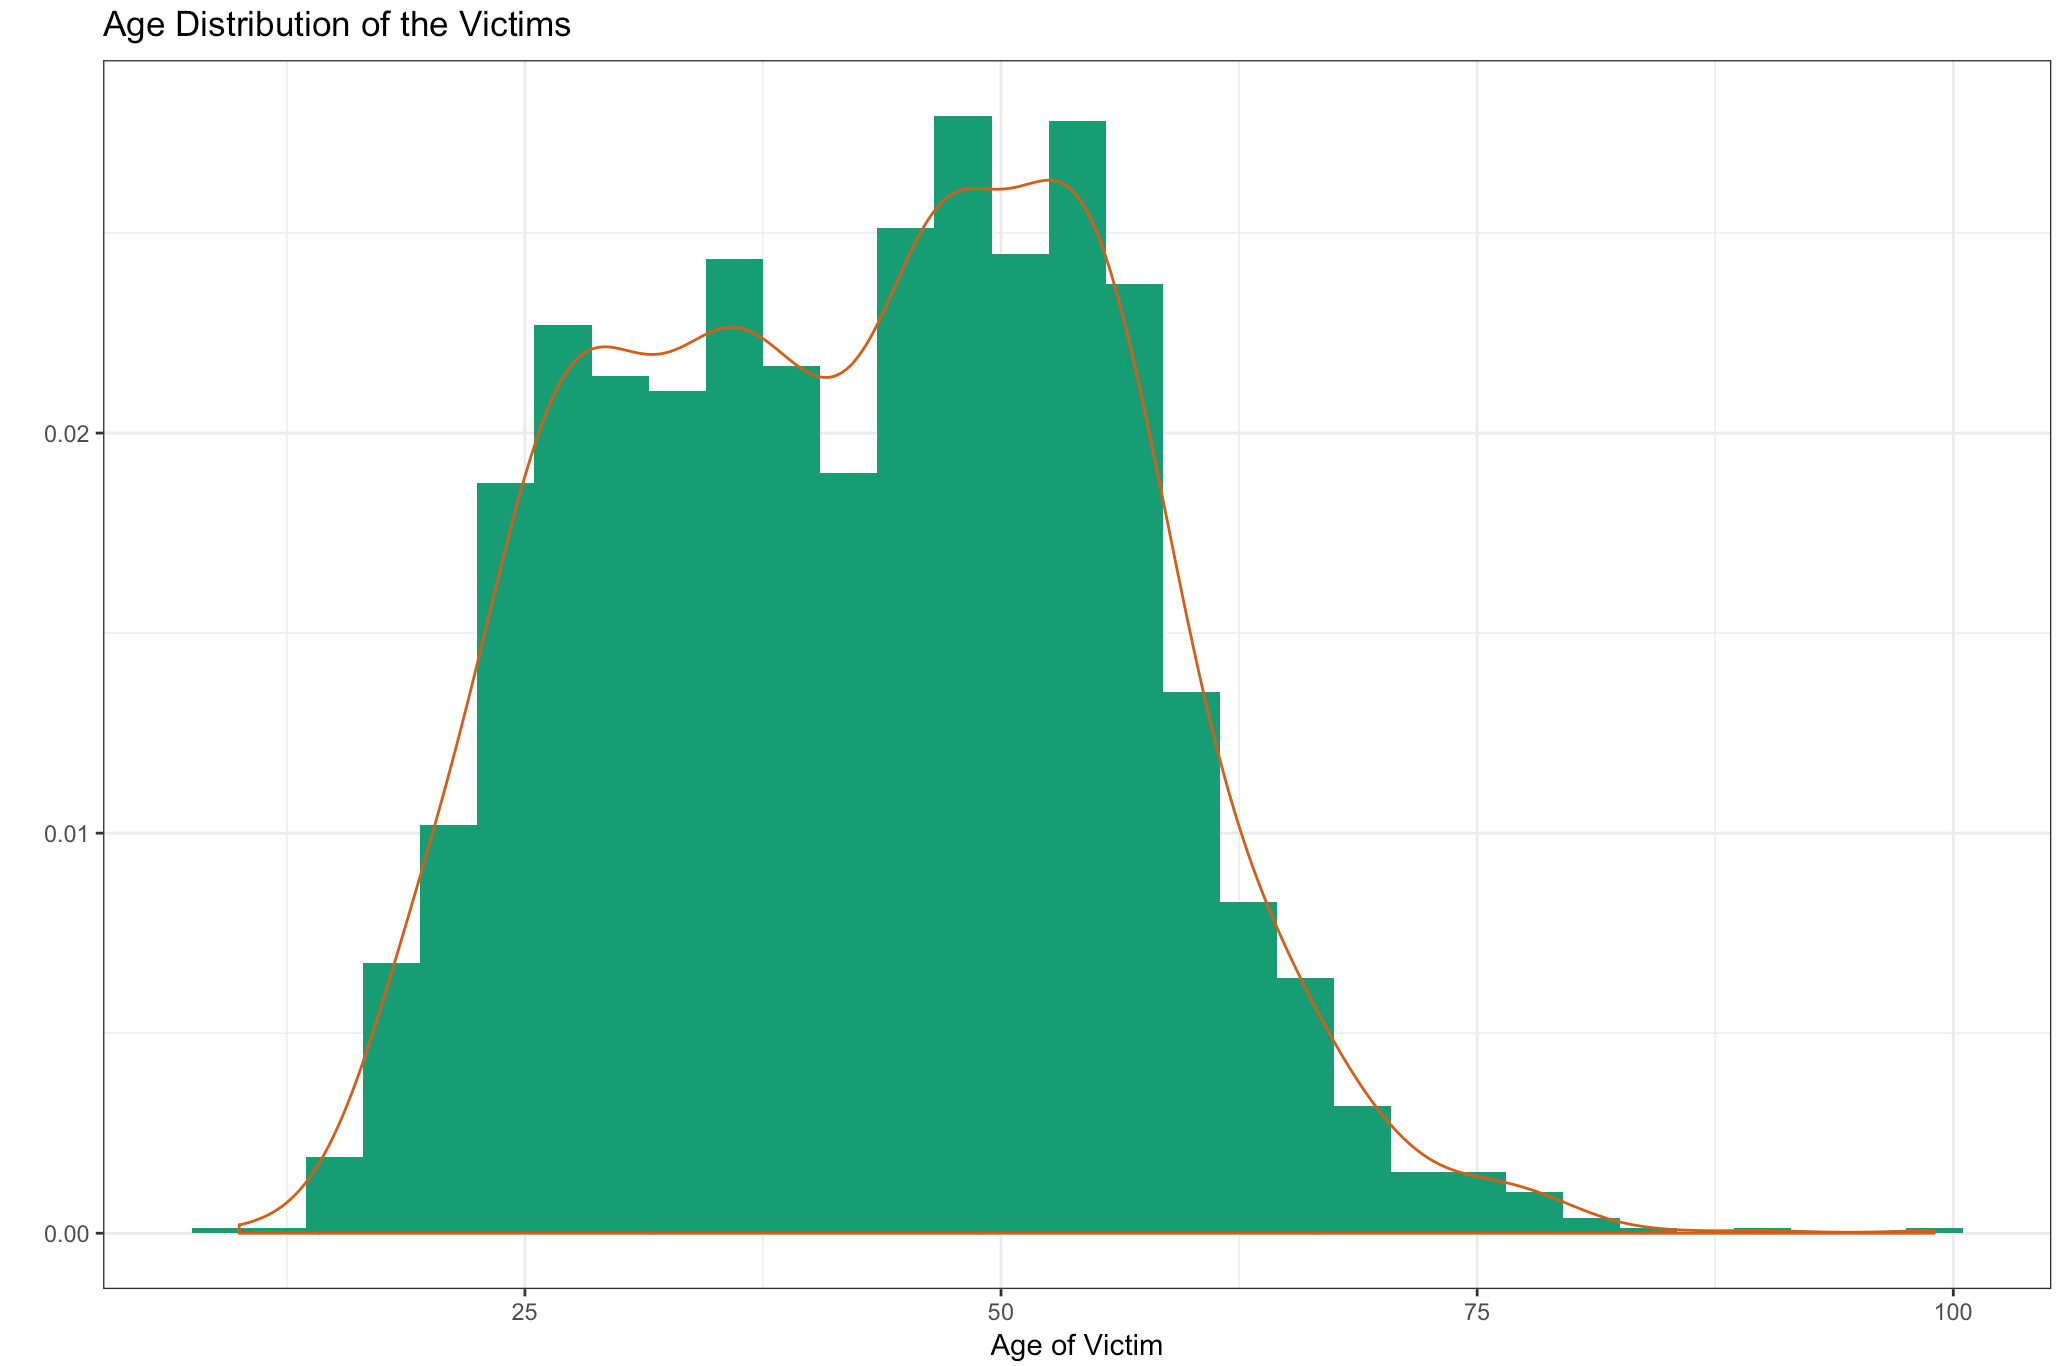 Age Distribution of the Victims
0.02
0.01
0.00
25 50 75 100
Age of Victim